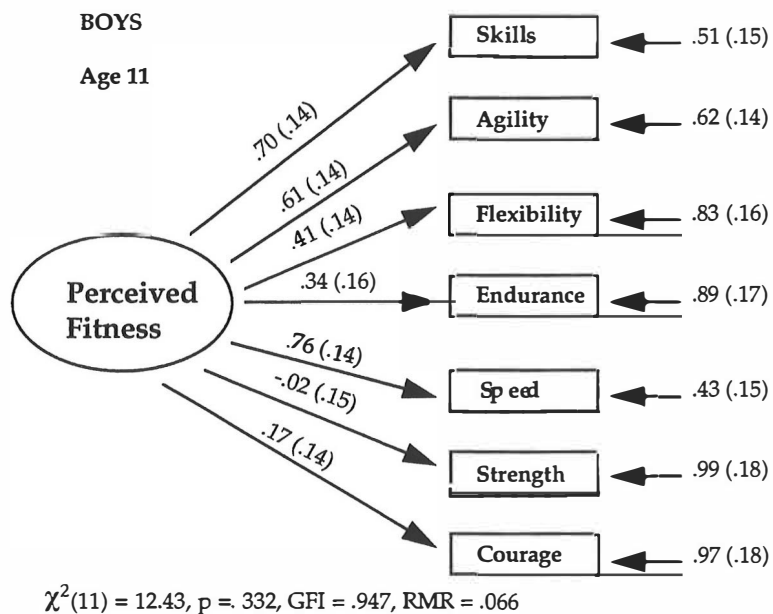 BOYS
Age 11
Skills
.51 (.15)
.70 (.14)
Agility
.62 (.14)
.61 (.14)
Flexibility
.83 (.16)
.41 (.14)
Perceived
Fitness
Endurance
.89 (.17)
.34 (.16)
Speed
.43 (.15)
.76 (.14)
Strength
.99 (.18)
-.02 (.15)
Courage
.97 (.18)
.17 (.14)
χ²(11) = 12.43, p =. 332, GFI = .947, RMR = .066